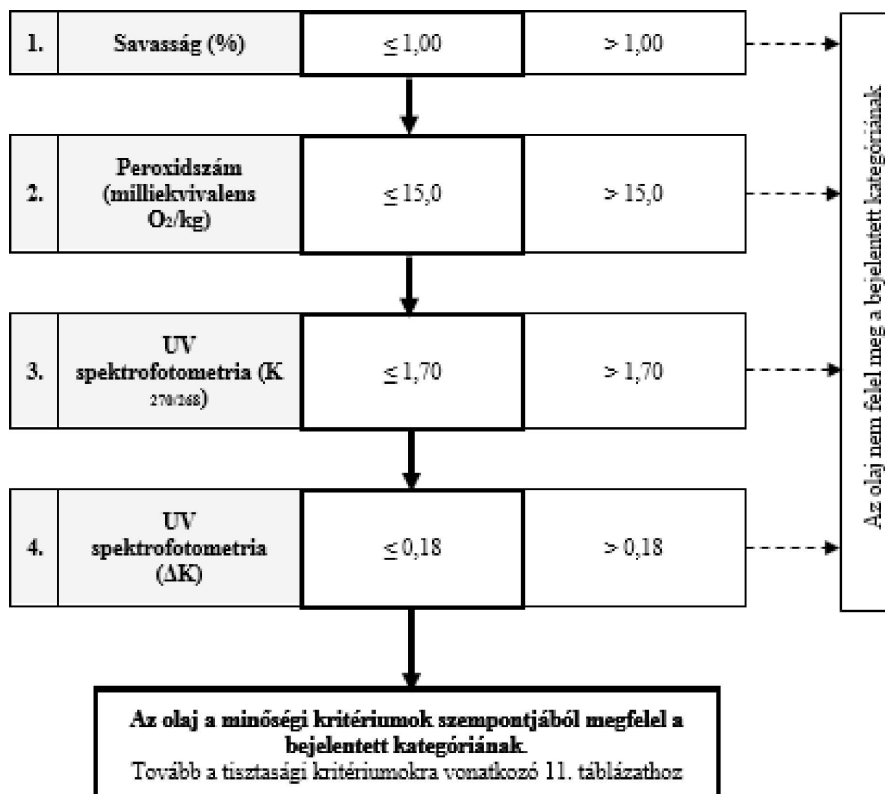 1.
Savasság (%)
≤ 1,00
> 1,00
2.
Peroxidszám
(milliekvivalens
O₂/kg)
≤ 15,0
> 15,0
3.
UV
spektrofotometria (K
270/268)
≤ 1,70
> 1,70
4.
UV
spektrofotometria
(ΔK)
≤ 0,18
> 0,18
Az olaj nem felel meg a bejelentett kategóriának
Az olaj a minőségi kritériumok szempontjából megfelel a
bejelentett kategóriának.
Tovább a tisztasági kritériumokra vonatkozó 11. táblázathoz